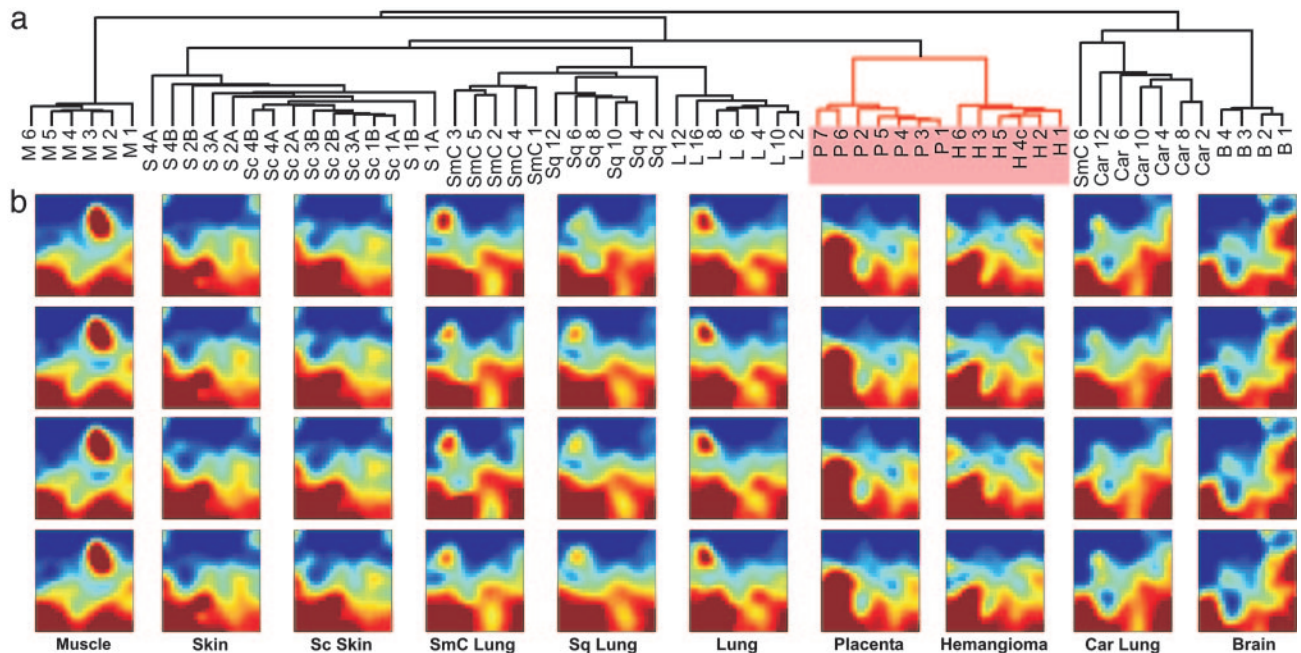 a
M 6
M 5
M 4
M 3
M 2
M 1
S 4A
S 4B
S 2B
S 3A
S 2A
Sc 4B
Sc 4A
Sc 2A
Sc 3B
Sc 2B
Sc 3A
Sc 1B
Sc 1A
S 1B
S 1A
SmC 3
SmC 5
SmC 2
SmC 4
SmC 1
Sq 12
Sq 6
Sq 8
Sq 10
Sq 4
Sq 2
L 12
L 16
L 8
L 6
L 4
L 10
L 2
P 7
P 6
P 2
P 5
P 4
P 3
P 1
H 6
H 3
H 5
H 46
H 2
H 1
SmC 6
Car 12
Car 6
Car 10
Car 4
Car 8
Car 2
B 4
B 3
B 2
B 1
b
Muscle Skin Sc Skin SmC Lung Sq Lung Lung Placenta Hemangioma Car Lung Brain